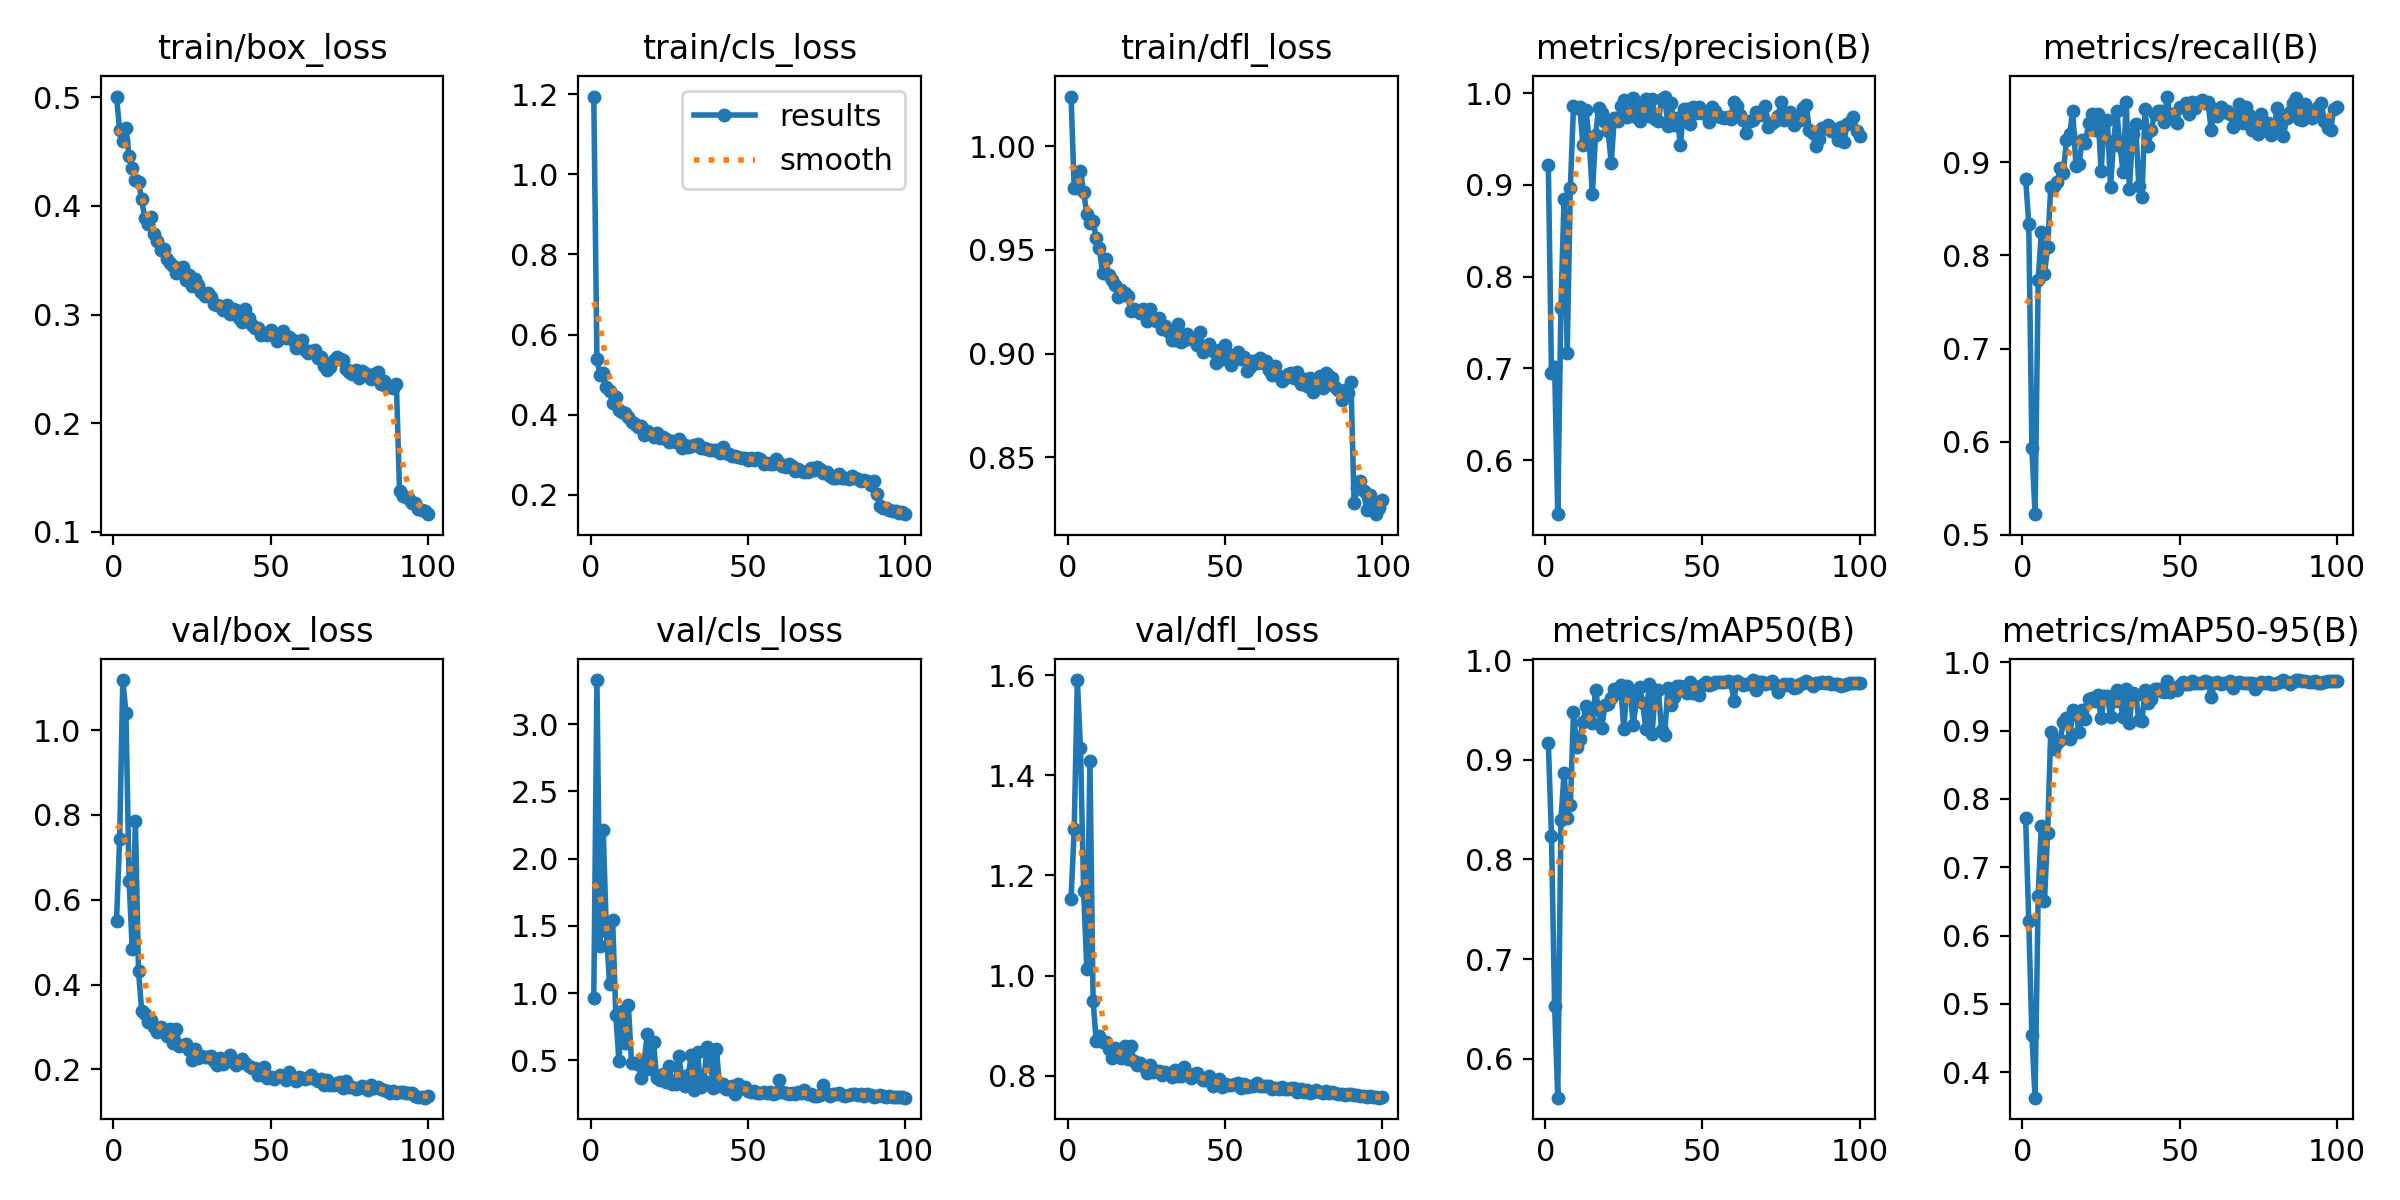 train/box_loss
0.5
0.4
0.3
0.2
0.1
0 50 100
train/cls_loss
results
smooth
1.2
1.0
0.8
0.6
0.4
0.2
0 50 100
train/dfl_loss
1.00
0.95
0.90
0.85
0 50 100
metrics/precision(B)
1.0
0.9
0.8
0.7
0.6
0 50 100
metrics/recall(B)
0.9
0.8
0.7
0.6
0.5
0 50 100
val/box_loss
1.0
0.8
0.6
0.4
0.2
0 50 100
val/cls_loss
3.0
2.5
2.0
1.5
1.0
0.5
0 50 100
val/dfl_loss
1.6
1.4
1.2
1.0
0.8
0 50 100
metrics/mAP50(B)
1.0
0.9
0.8
0.7
0.6
0 50 100
metrics/mAP50-95(B)
1.0
0.9
0.8
0.7
0.6
0.5
0.4
0 50 100